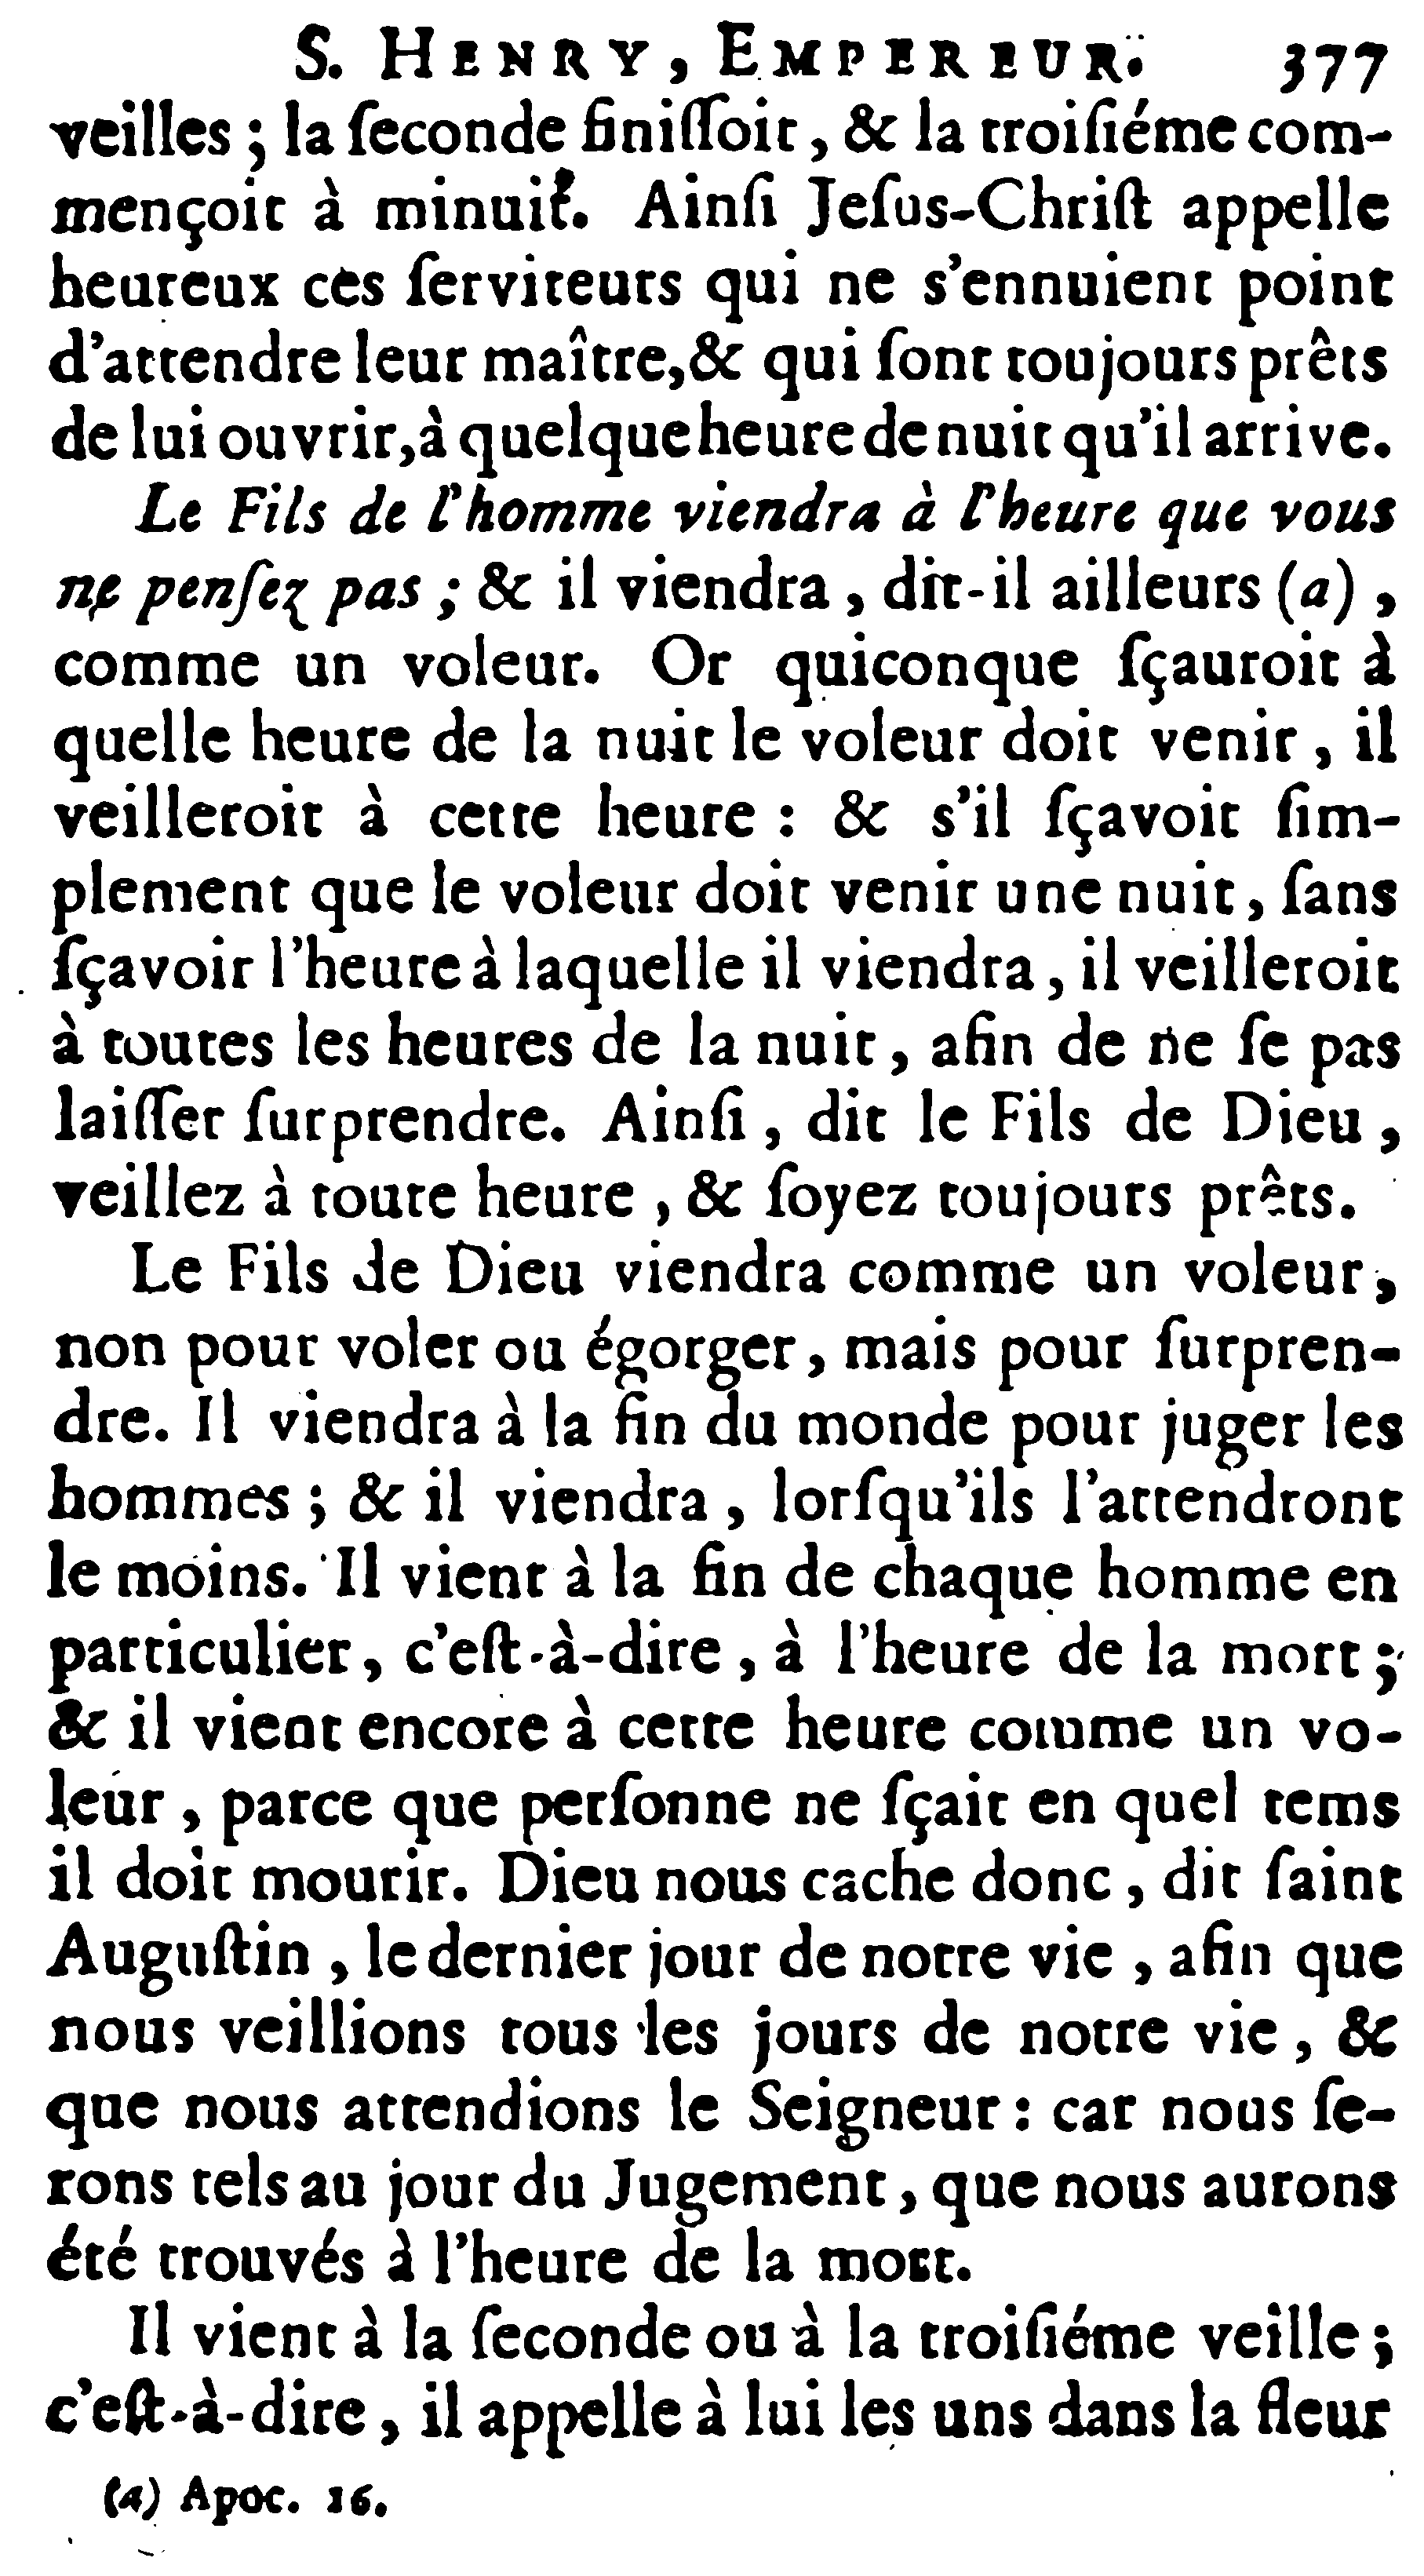 S. HENRY, EMPEREUR. 377
veilles ; la ſeconde finiſſoit, & la troiſiéme com-
mençoit à minuit. Ainſi Jeſus-Chriſt appelle
heureux ces ſerviteurs qui ne s'ennuient point
d'attendre leur maître, & qui ſont toujours prêts
de lui ouvrir, à quelque heure de nuit qu'il arrive.
Le Fils de l'homme viendra à l'heure que vous
ne penſez pas ; & il viendra, dit-il ailleurs (a),
comme un voleur. Or quiconque ſçauroit à
quelle heure de la nuit le voleur doit venir, il
veilleroit à cette heure : & s'il ſçavoit ſim-
plement que le voleur doit venir une nuit, ſans
ſçavoir l'heure à laquelle il viendra, il veilleroit
à toutes les heures de la nuit, afin de ne ſe pas
laiſſer ſurprendre. Ainſi, dit le Fils de Dieu,
veillez à toute heure, & ſoyez toujours prêts.
Le Fils de Dieu viendra comme un voleur,
non pour voler ou égorger, mais pour ſurpren-
dre. Il viendra à la fin du monde pour juger les
hommes ; & il viendra, lorſqu'ils l'attendront
le moins. Il vient à la fin de chaque homme en
particulier, c'eſt-à-dire, à l'heure de la mort ;
& il vient encore à cette heure comme un vo-
leur, parce que perſonne ne ſçait en quel tems
il doit mourir. Dieu nous cache donc, dit ſaint
Auguſtin, le dernier jour de notre vie, afin que
nous veillions tous les jours de notre vie, &
que nous attendions le Seigneur : car nous ſe-
rons tels au jour du Jugement, que nous aurons
été trouvés à l'heure de la mort.
Il vient à la ſeconde ou à la troiſiéme veille ;
c'eſt-à-dire, il appelle à lui les uns dans la fleur
(a) Apoc. 16.